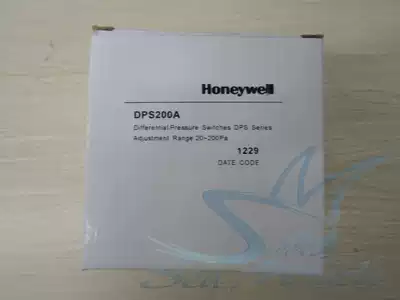 Honeywell
DPS200A
Differential Pressure Switches DPS Series
Adjustment Range 20~200Pa
1229
DATE CODE